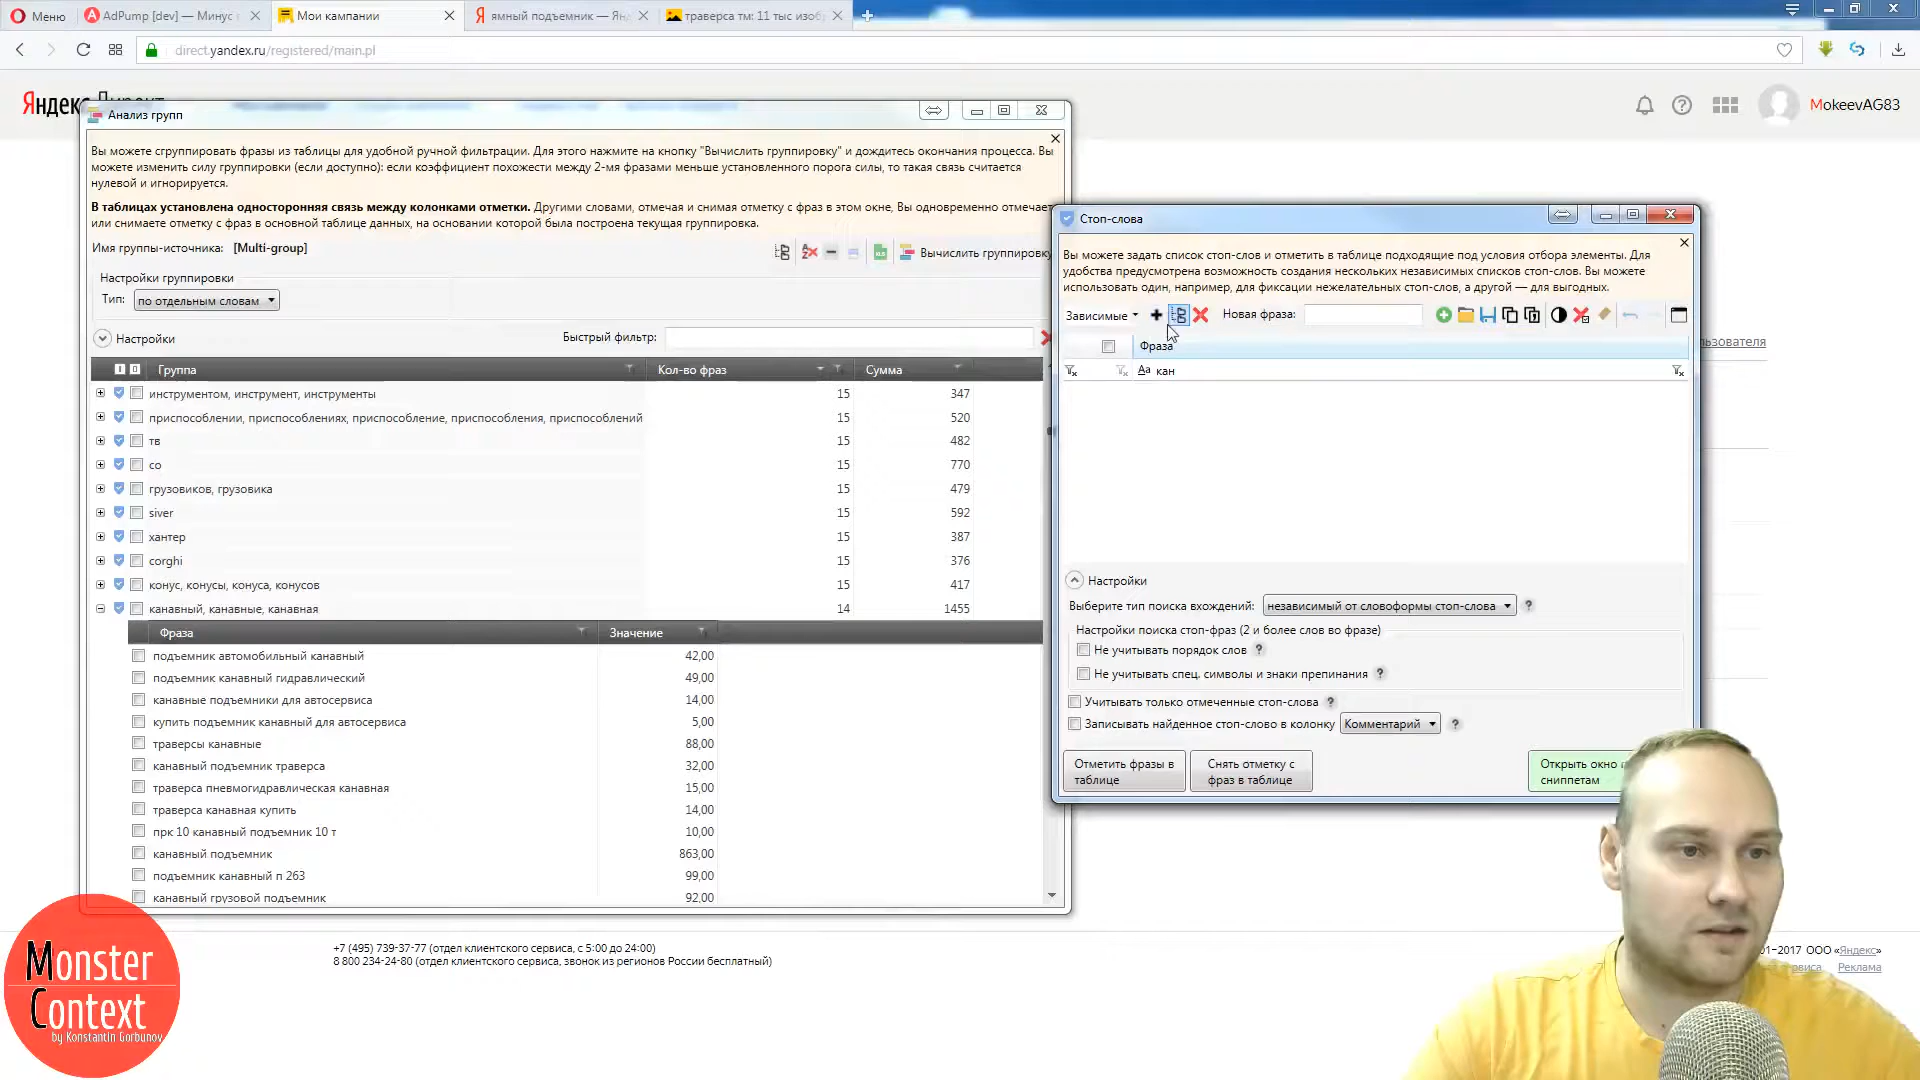 Меню
AdPump [dev] — Минус
Мои кампании
ямный подъемник — Янд
траверса тм: 11 тыс изоб
direct.yandex.ru/registered/main.pl
MokeevAG83
Анализ групп
Вы можете сгруппировать фразы из таблицы для удобной ручной фильтрации. Для этого нажмите на кнопку "Вычислить группировку" и дождитесь окончания процесса. Вы
можете изменить силу группировки (если доступно): если коэффициент похожести между 2-мя фразами меньше установленного порога силы, то такая связь считается
нулевой и игнорируется.
В таблицах установлена односторонняя связь между колонками отметки. Другими словами, отмечая и снимая отметку с фраз в этом окне, Вы одновременно отмечаете
или снимаете отметку с фраз в основной таблице данных, на основании которой была построена текущая группировка.
Имя группы-источника: [Multi-group]
Вычислить группировку
Настройки группировки
Тип: по отдельным словам
Настройки
Быстрый фильтр:
Группа Кол-во фраз Сумма
инструментом, инструмент, инструменты 15 347
приспособлении, приспособлениях, приспособление, приспособления, приспособлений 15 520
тв 15 482
со 15 770
грузовиков, грузовика 15 479
siver 15 592
хантер 15 387
corghi 15 376
конус, конусы, конуса, конусов 15 417
канавный, канавные, канавная 14 1455
Фраза Значение
подъемник автомобильный канавный 42,00
подъемник канавный гидравлический 49,00
канавные подъемники для автосервиса 14,00
купить подъемник канавный для автосервиса 5,00
траверсы канавные 88,00
канавный подъемник траверса 32,00
траверса пневмогидравлическая канавная 15,00
траверса канавная купить 14,00
прк 10 канавный подъемник 10 т 10,00
канавный подъемник 863,00
подъемник канавный п 263 99,00
канавный грузовой подъемник 92,00
Стоп-слова
Вы можете задать список стоп-слов и отметить в таблице подходящие под условия отбора элементы. Для
удобства предусмотрена возможность создания нескольких независимых списков стоп-слов. Вы можете
использовать один, например, для фиксации нежелательных стоп-слов, а другой — для выгодных.
Зависимые
Новая фраза:
Фраза
Aa кан
Настройки
Выберите тип поиска вхождений: независимый от словоформы стоп-слова ?
Настройки поиска стоп-фраз (2 и более слов во фразе)
Не учитывать порядок слов ?
Не учитывать спец. символы и знаки препинания ?
Учитывать только отмеченные стоп-слова ?
Записывать найденное стоп-слово в колонку Комментарий ?
Отметить фразы в
таблице
Снять отметку с
фраз в таблице
Открыть окно
сниппетам
+7 (495) 739-37-77 (отдел клиентского сервиса, с 5:00 до 24:00)
8 800 234-24-80 (отдел клиентского сервиса, звонок из регионов России бесплатный)
01–2017 ООО «Яндекс»
Реклама
Monster
Context
by Konstantin Gorbunov